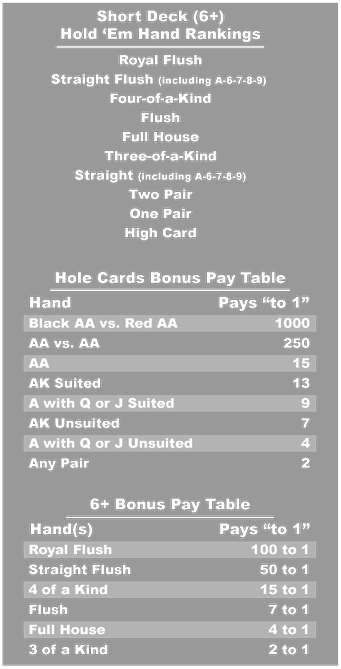 Short Deck (6+)
Hold ‘Em Hand Rankings
Royal Flush
Straight Flush (including A-6-7-8-9)
Four-of-a-Kind
Flush
Full House
Three-of-a-Kind
Straight (including A-6-7-8-9)
Two Pair
One Pair
High Card
Hole Cards Bonus Pay Table
Hand Pays “to 1”
Black AA vs. Red AA 1000
AA vs. AA 250
AA 15
AK Suited 13
A with Q or J Suited 9
AK Unsuited 7
A with Q or J Unsuited 4
Any Pair 2
6+ Bonus Pay Table
Hand(s) Pays “to 1”
Royal Flush 100 to 1
Straight Flush 50 to 1
4 of a Kind 15 to 1
Flush 7 to 1
Full House 4 to 1
3 of a Kind 2 to 1